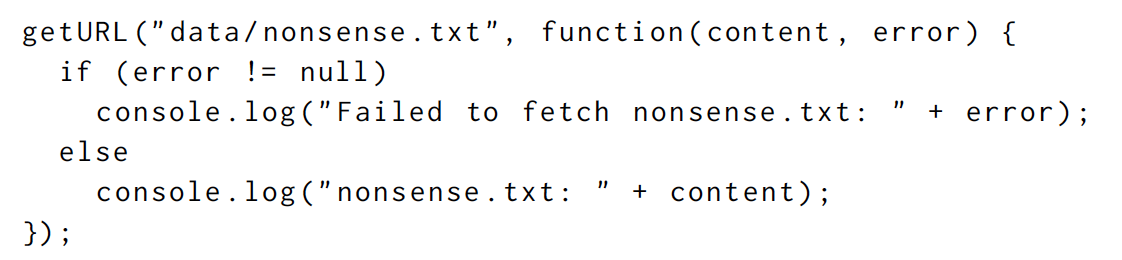 getURL("data/nonsense.txt", function(content, error) {
  if (error != null)
    console.log("Failed to fetch nonsense.txt: " + error);
  else
    console.log("nonsense.txt: " + content);
});